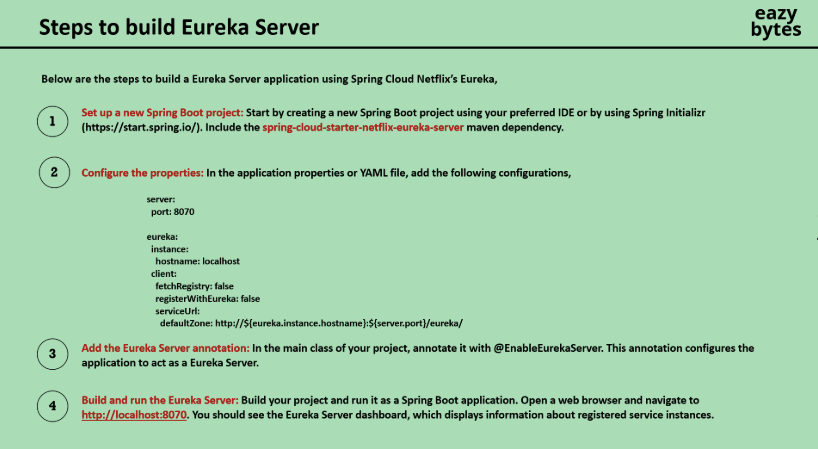 Steps to build Eureka Server
eazy
bytes
Below are the steps to build a Eureka Server application using Spring Cloud Netflix's Eureka,
1
Set up a new Spring Boot project: Start by creating a new Spring Boot project using your preferred IDE or by using Spring Initializr
(https://start.spring.io/). Include the spring-cloud-starter-netflix-eureka-server maven dependency.
2
Configure the properties: In the application properties or YAML file, add the following configurations,
server:
port: 8070
eureka:
instance:
hostname: localhost
client:
fetchRegistry: false
registerWithEureka: false
serviceUrl:
defaultZone: http://${eureka.instance.hostname}:${server.port}/eureka/
3
Add the Eureka Server annotation: In the main class of your project, annotate it with @EnableEurekaServer. This annotation configures the
application to act as a Eureka Server.
4
Build and run the Eureka Server: Build your project and run it as a Spring Boot application. Open a web browser and navigate to
http://localhost:8070. You should see the Eureka Server dashboard, which displays information about registered service instances.